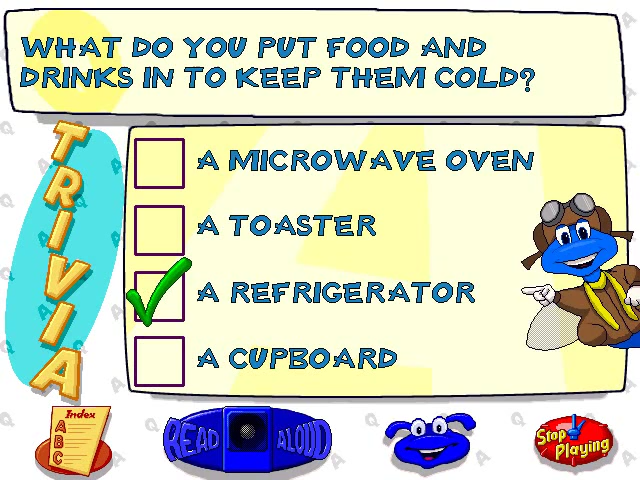 WHAT DO YOU PUT FOOD AND
DRINKS IN TO KEEP THEM COLD?
TRIVIA
A MICROWAVE OVEN
A TOASTER
A REFRIGERATOR
A CUPBOARD
Index
A
B
C
READ ALOUD
Stop
Playing